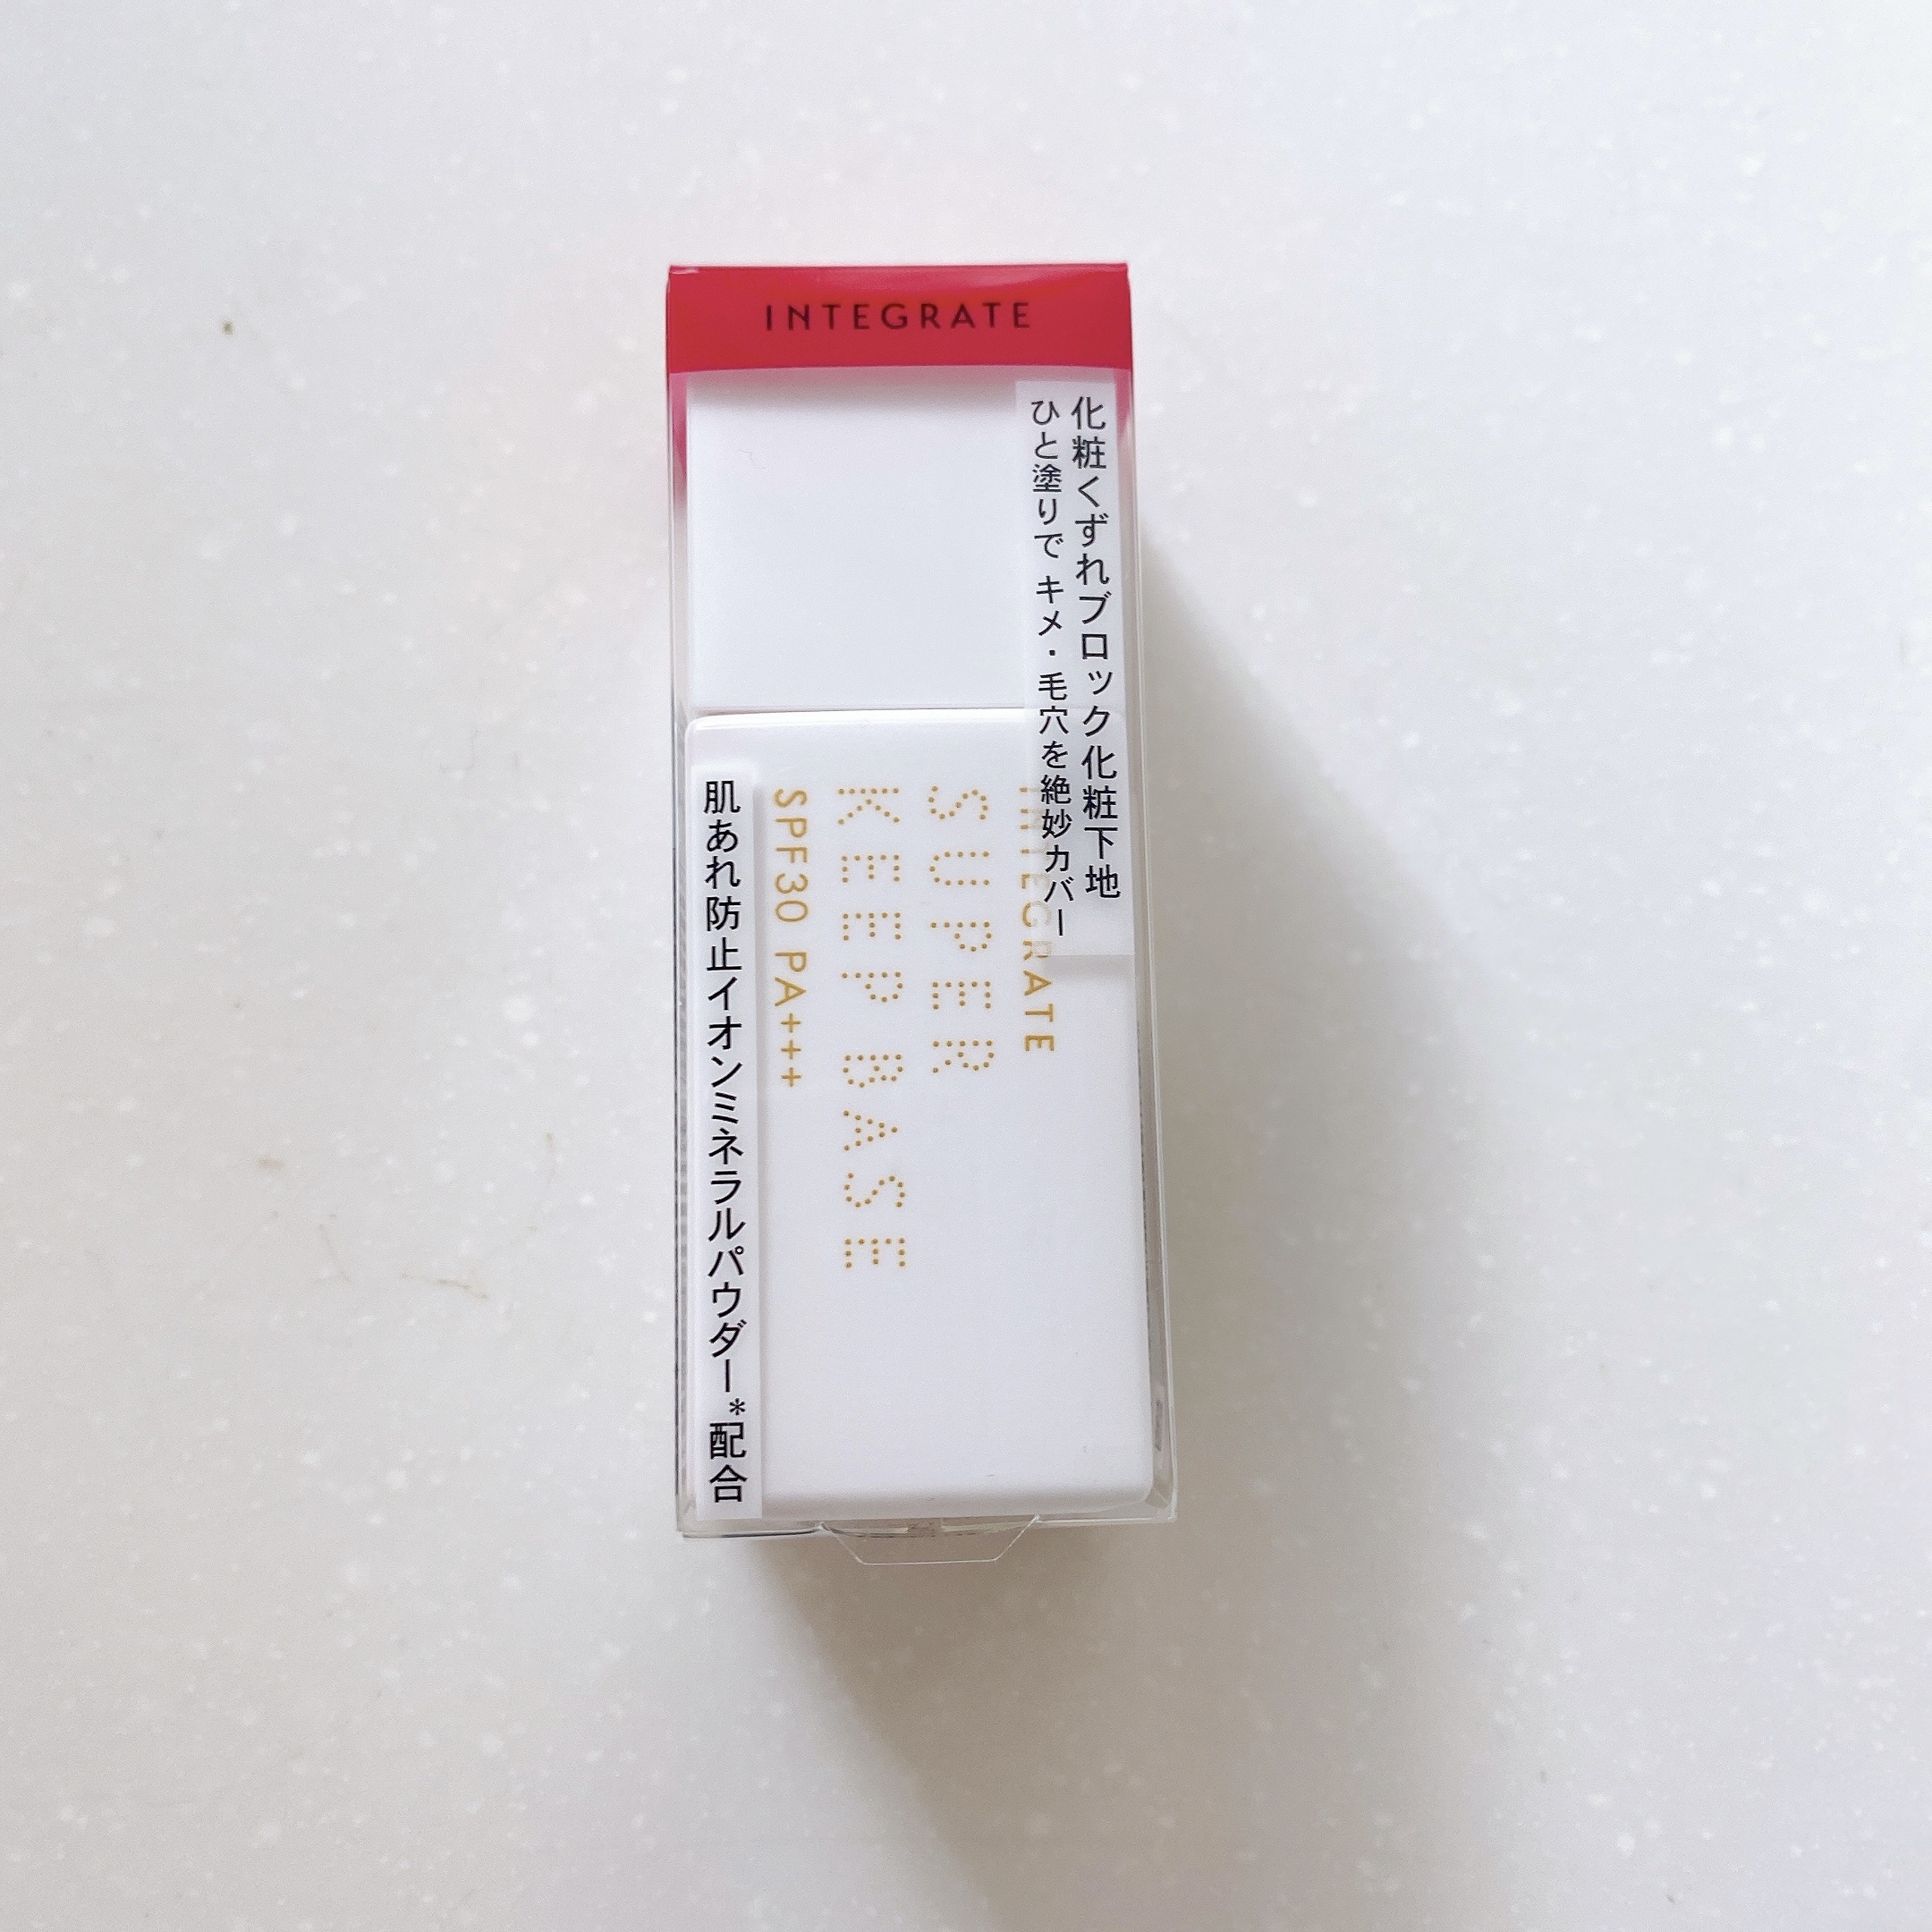 INTEGRATE
化粧くずれブロック化粧下地
ひと塗りで キメ・毛穴を絶妙カバー
INTEGRATE
SUPER
KEEP BASE
SPF30 PA+++
肌あれ防止イオンミネラルパウダー*配合